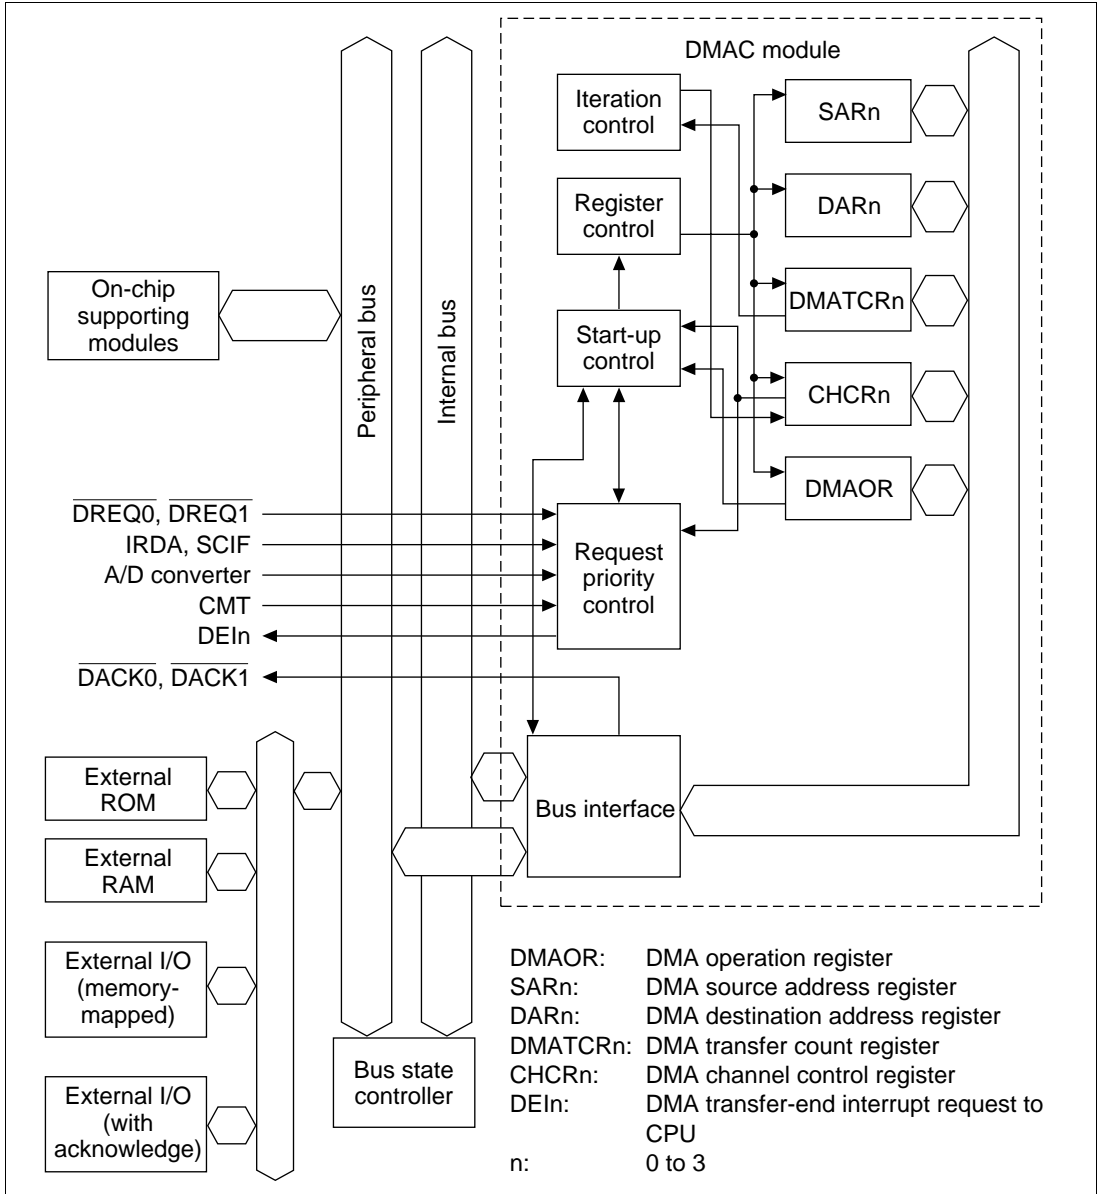 DMAC module
Iteration
control
SARn
Register
control
DARn
On-chip
supporting
modules
Peripheral bus
Internal bus
DMATCRn
Start-up
control
CHCRn
DMAOR
DREQ0, DREQ1
IRDA, SCIF
A/D converter
CMT
DEIn
DACK0, DACK1
Request
priority
control
External
ROM
Bus interface
External
RAM
External I/O
(memory-
mapped)
External I/O
(with
acknowledge)
Bus state
controller
DMAOR: DMA operation register
SARn: DMA source address register
DARn: DMA destination address register
DMATCRn: DMA transfer count register
CHCRn: DMA channel control register
DEIn: DMA transfer-end interrupt request to
CPU
n: 0 to 3